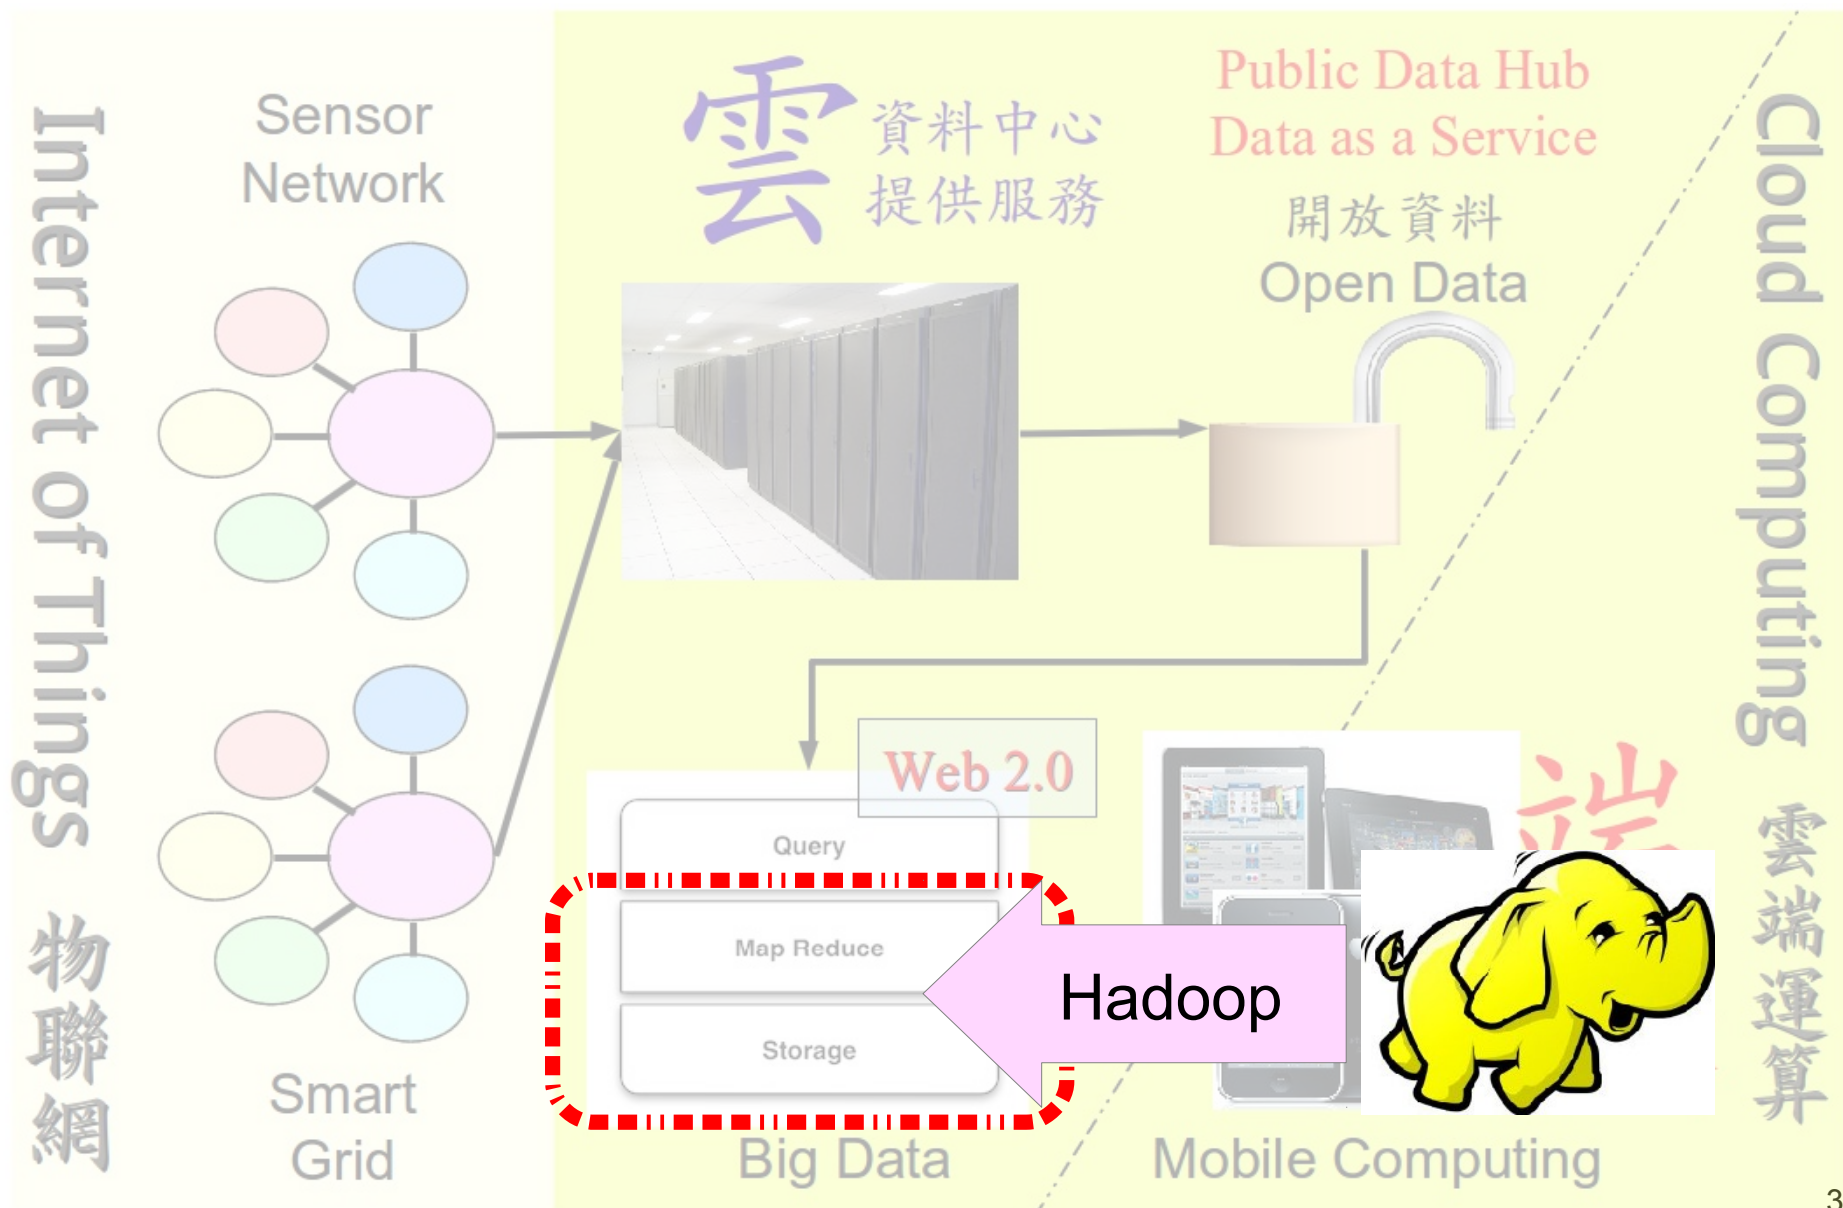 Internet of Things 物聯網
Sensor
Network
Smart
Grid
雲
資料中心
提供服務
Public Data Hub
Data as a Service
開放資料
Open Data
Web 2.0
Query
Map Reduce
Storage
Big Data
Hadoop
端
Mobile Computing
Cloud Computing 雲端運算
3